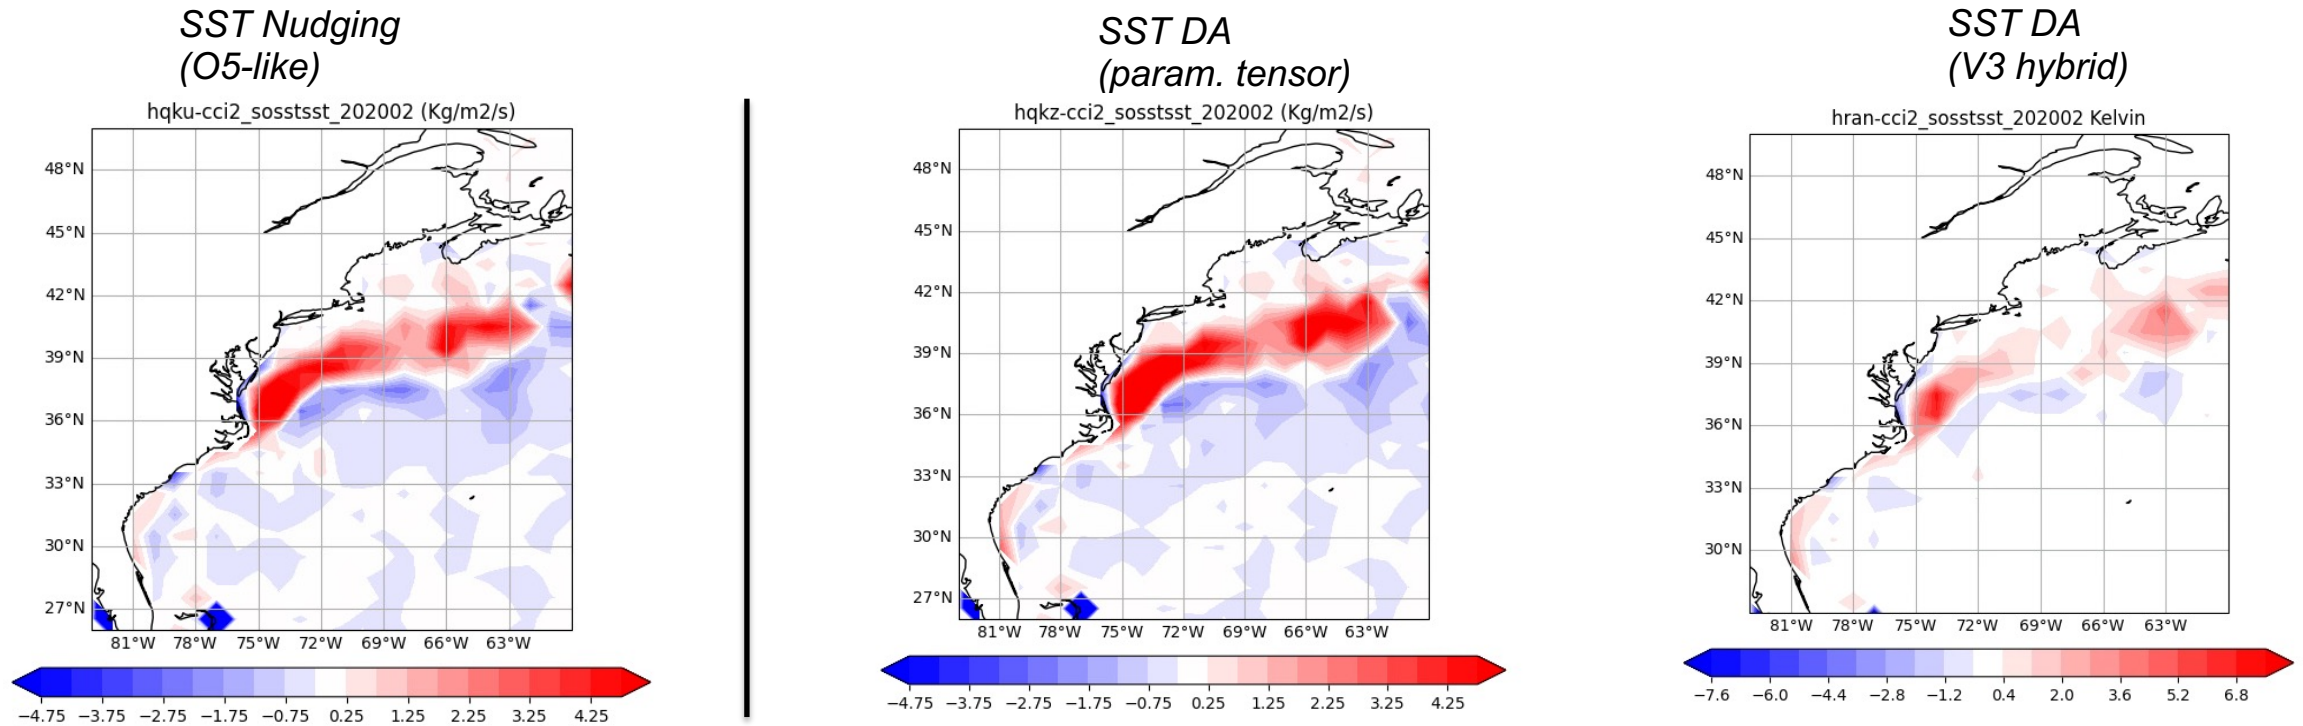 SST Nudging
(O5-like)
hqku-cci2_sosstsst_202002 (Kg/m2/s)
48°N
45°N
42°N
39°N
36°N
33°N
30°N
27°N
81°W 78°W 75°W 72°W 69°W 66°W 63°W
−4.75 −3.75 −2.75 −1.75 −0.75 0.25 1.25 2.25 3.25 4.25
SST DA
(param. tensor)
hqkz-cci2_sosstsst_202002 (Kg/m2/s)
48°N
45°N
42°N
39°N
36°N
33°N
30°N
27°N
81°W 78°W 75°W 72°W 69°W 66°W 63°W
−4.75 −3.75 −2.75 −1.75 −0.75 0.25 1.25 2.25 3.25 4.25
SST DA
(V3 hybrid)
hran-cci2_sosstsst_202002 Kelvin
48°N
45°N
42°N
39°N
36°N
33°N
30°N
81°W 78°W 75°W 72°W 69°W 66°W 63°W
−7.6 −6.0 −4.4 −2.8 −1.2 0.4 2.0 3.6 5.2 6.8